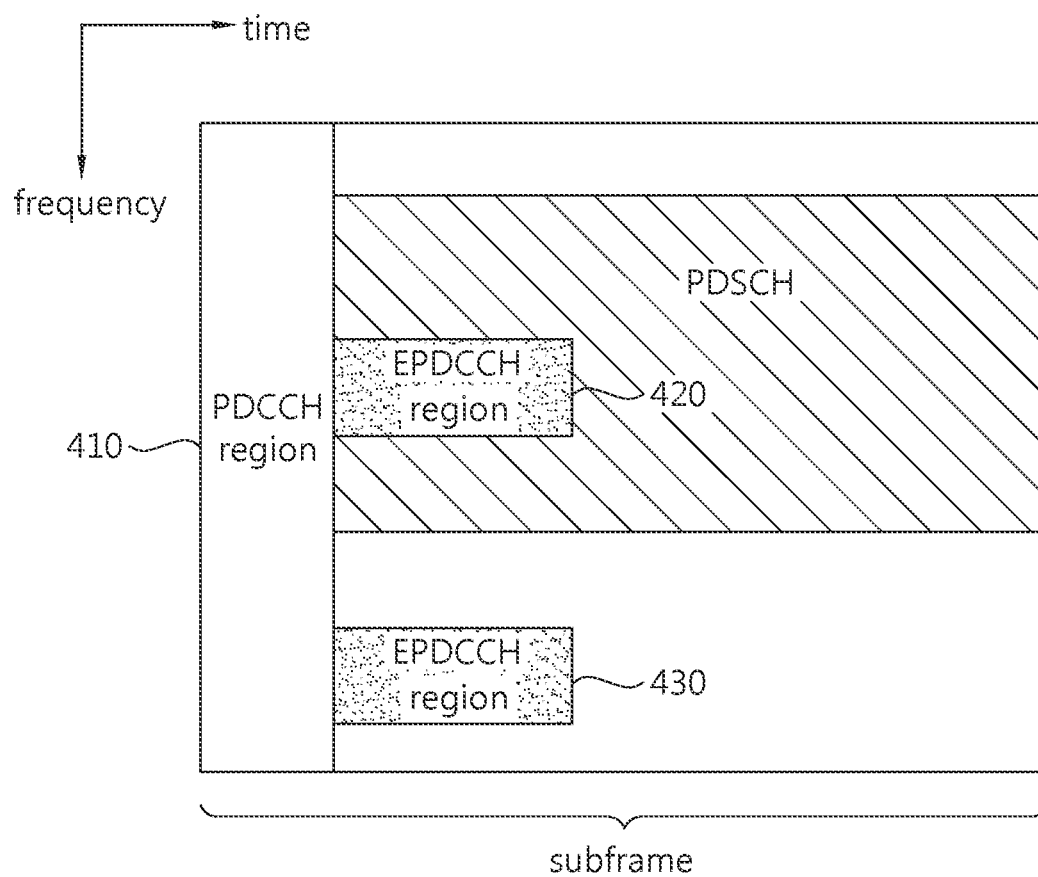 time
frequency
PDSCH
EPDCCH
region
420
PDCCH
region
410
EPDCCH
region
430
subframe